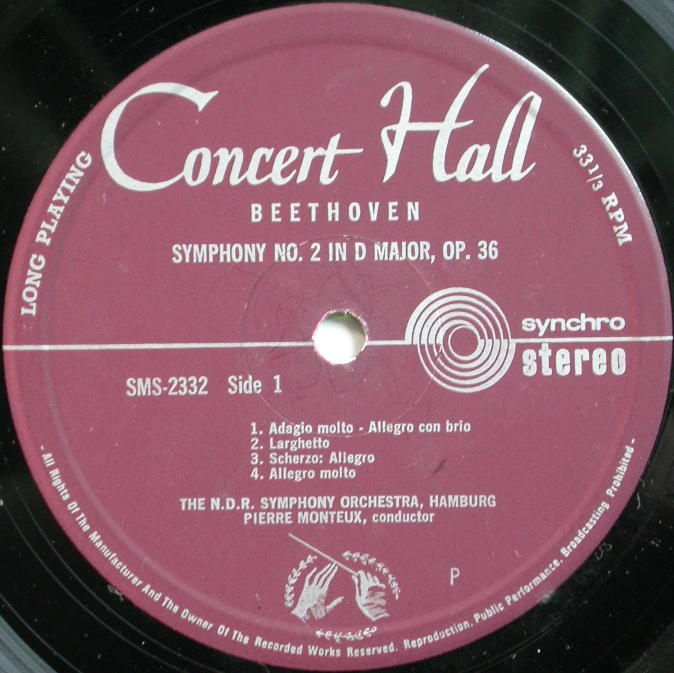 Concert Hall
LONG PLAYING
33 1/3 RPM
BEETHOVEN
SYMPHONY NO. 2 IN D MAJOR, OP. 36
synchro
stereo
SMS-2332 Side 1
1. Adagio molto - Allegro con brio
2. Larghetto
3. Scherzo: Allegro
4. Allegro molto
THE N.D.R. SYMPHONY ORCHESTRA, HAMBURG
PIERRE MONTEUX, conductor
P
- All Rights Of The Manufacturer And The Owner Of The Recorded Works Reserved. Reproduction. Public Performance. Broadcasting Prohibited -